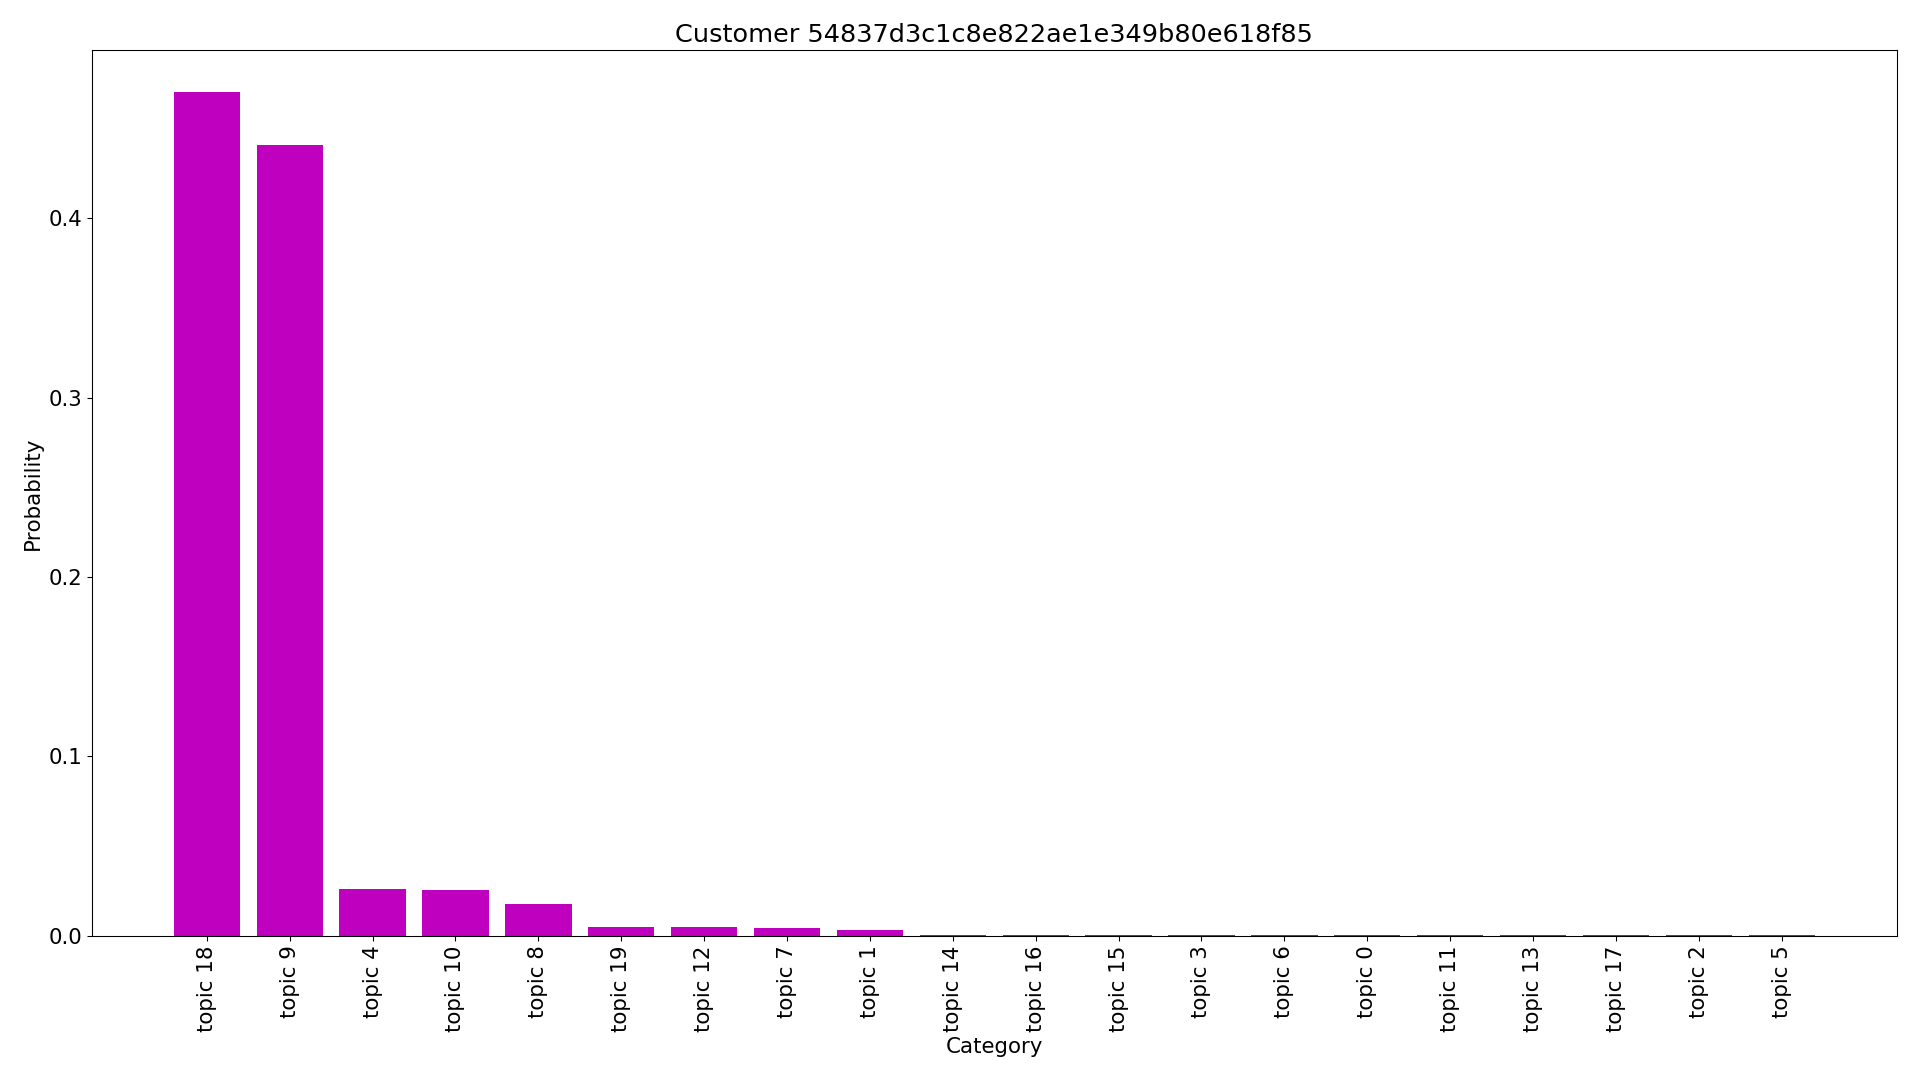 Customer 54837d3c1c8e822ae1e349b80e618f85
Probability
0.4
0.3
0.2
0.1
0.0
topic 18
topic 9
topic 4
topic 10
topic 8
topic 19
topic 12
topic 7
topic 1
topic 14
topic 16
topic 15
topic 3
topic 6
topic 0
topic 11
topic 13
topic 17
topic 2
topic 5
Category